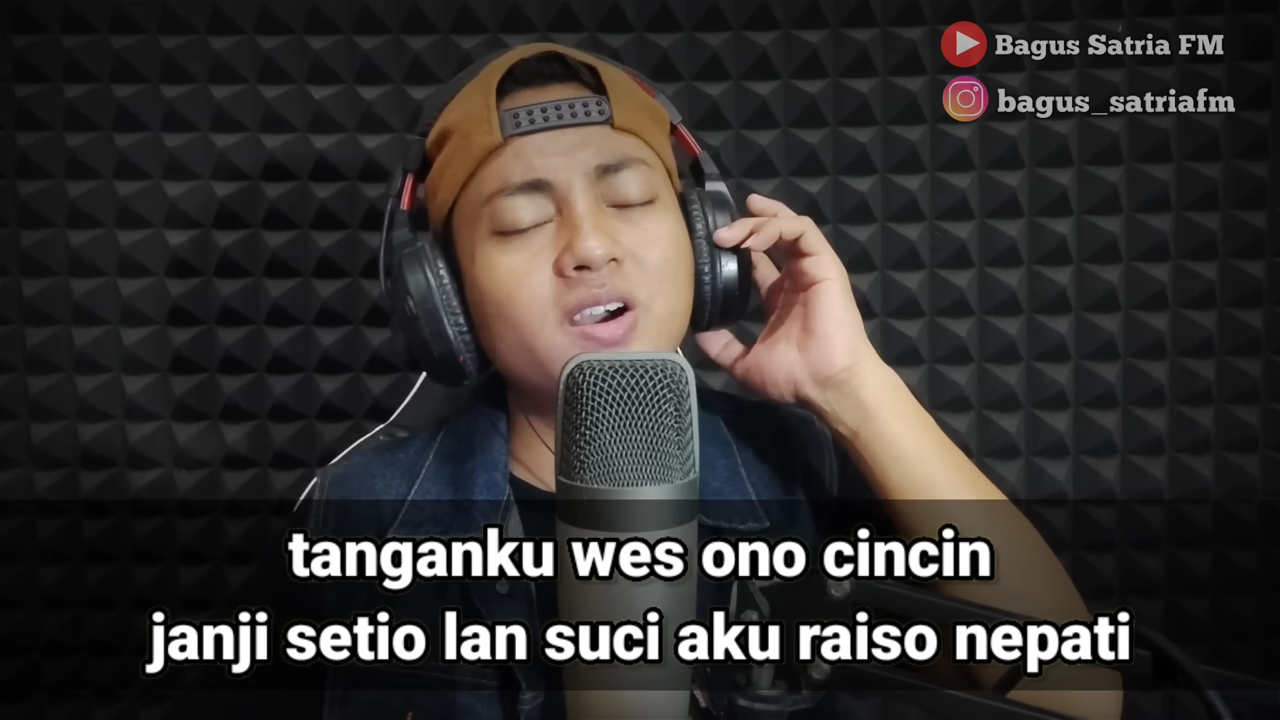 Bagus Satria FM
bagus_satriafm
tanganku wes ono cincin
janji setio lan suci aku raiso nepati